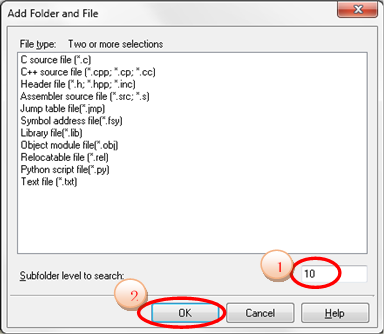 Add Folder and File
File type: Two or more selections
C source file (*.c)
C++ source file (*.cpp; *.cp; *.cc)
Header file (*.h; *.hpp; *.inc)
Assembler source file (*.src; *.s)
Jump table file(*.jmp)
Symbol address file(*.fsy)
Library file(*.lib)
Object module file(*.obj)
Relocatable file (*.rel)
Python script file(*.py)
Text file (*.txt)
1
Subfolder level to search: 10
2
OK Cancel Help